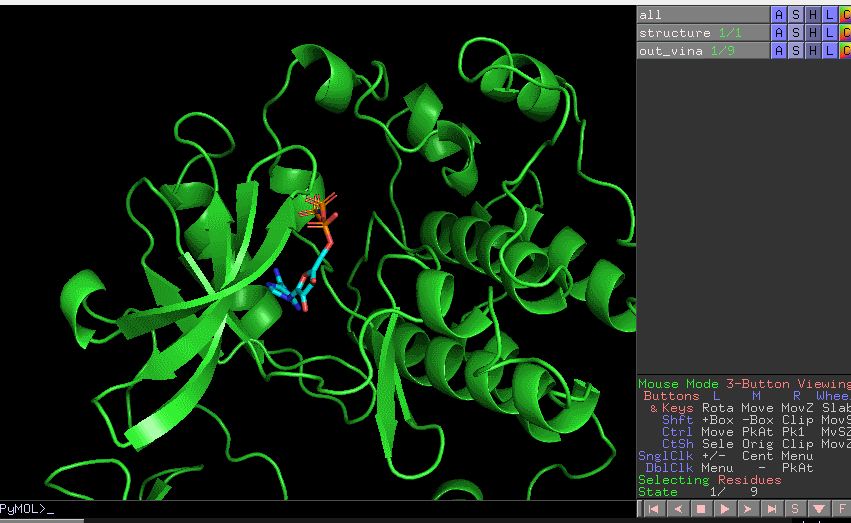 all A S H L C
structure 1/1 A S H L C
out_vina 1/9 A S H L C
Mouse Mode 3-Button Viewing
Buttons L M R Whee
& Keys Rota Move MovZ Slab
Shft +Box -Box Clip MovS
Ctrl Move PkAt Pk1 MvSZ
CtSh Sele Orig Clip MovZ
SnglClk +/- Cent Menu
DblClk Menu - PkAt
Selecting Residues
State 1/ 9
PyMOL>_ S F